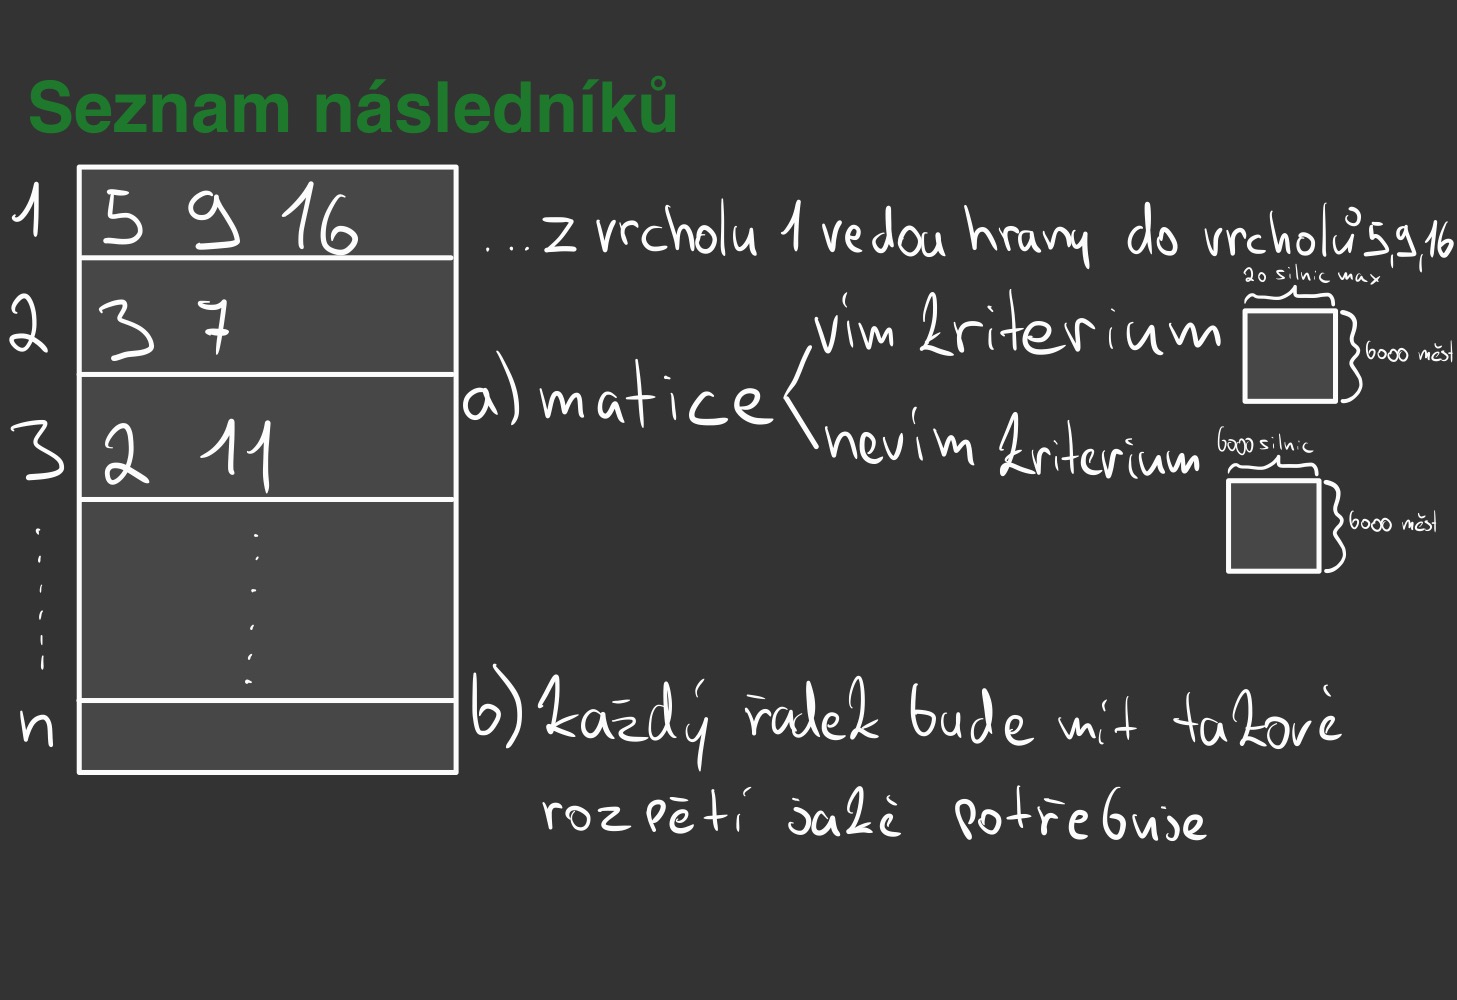 Seznam následníků
1 5 9 16 ...z vrcholu 1 vedou hrany do vrcholů 5,9,16
2 3 7
3 2 11
n
a) matice
vím kriterium
20 silnic max
6000 měst
nevím kriterium
6000 silnic
6000 měst
b) každý řádek bude mít takové
rozpětí jaké potřebuje